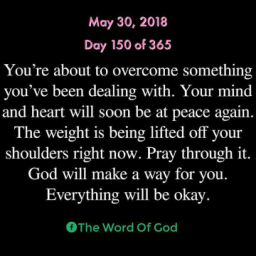 May 30, 2018
Day 150 of 365
You're about to overcome something
you've been dealing with. Your mind
and heart will soon be at peace again.
The weight is being lifted off your
shoulders right now. Pray through it.
God will make a way for you.
Everything will be okay.
The Word Of God